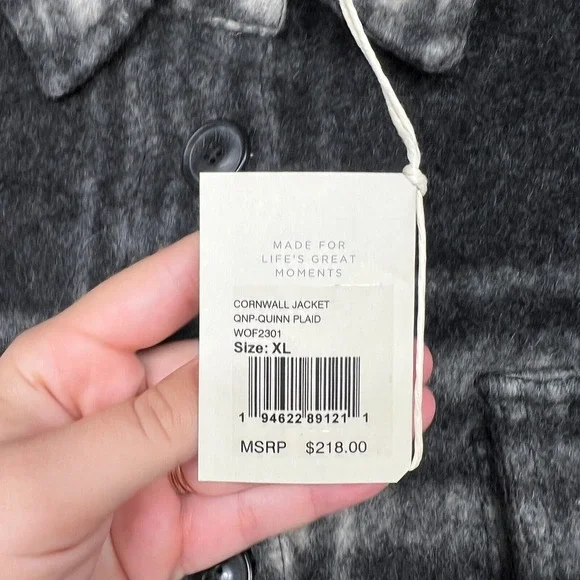 MADE FOR
LIFE'S GREAT
MOMENTS
CORNWALL JACKET
QNP-QUINN PLAID
WOF2301
Size: XL
1 94622 89121 1
MSRP $218.00